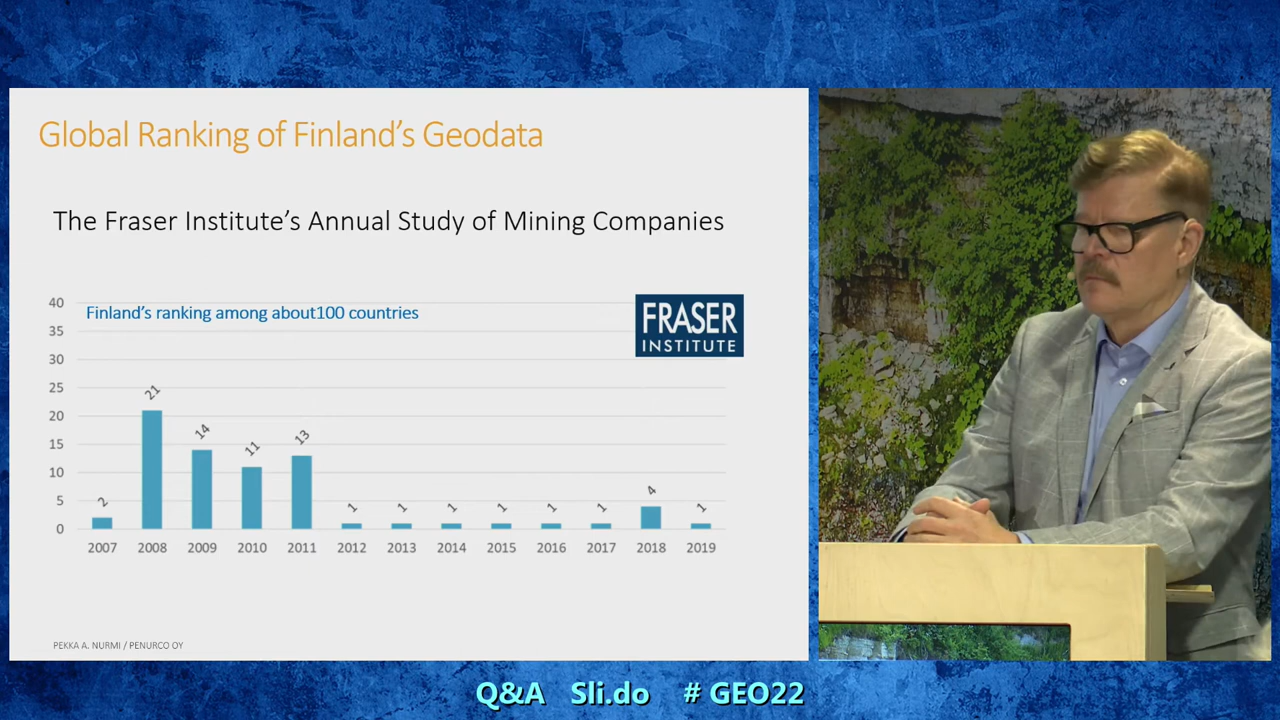 Global Ranking of Finland's Geodata
The Fraser Institute's Annual Study of Mining Companies
Finland's ranking among about100 countries
FRASER
INSTITUTE
40
35
30
25
20
15
10
5
0
2
21
14
11
13
1
1
1
1
1
1
4
1
2007 2008 2009 2010 2011 2012 2013 2014 2015 2016 2017 2018 2019
PEKKA A. NURMI / PENURCO OY
Q&A Sli.do # GEO22